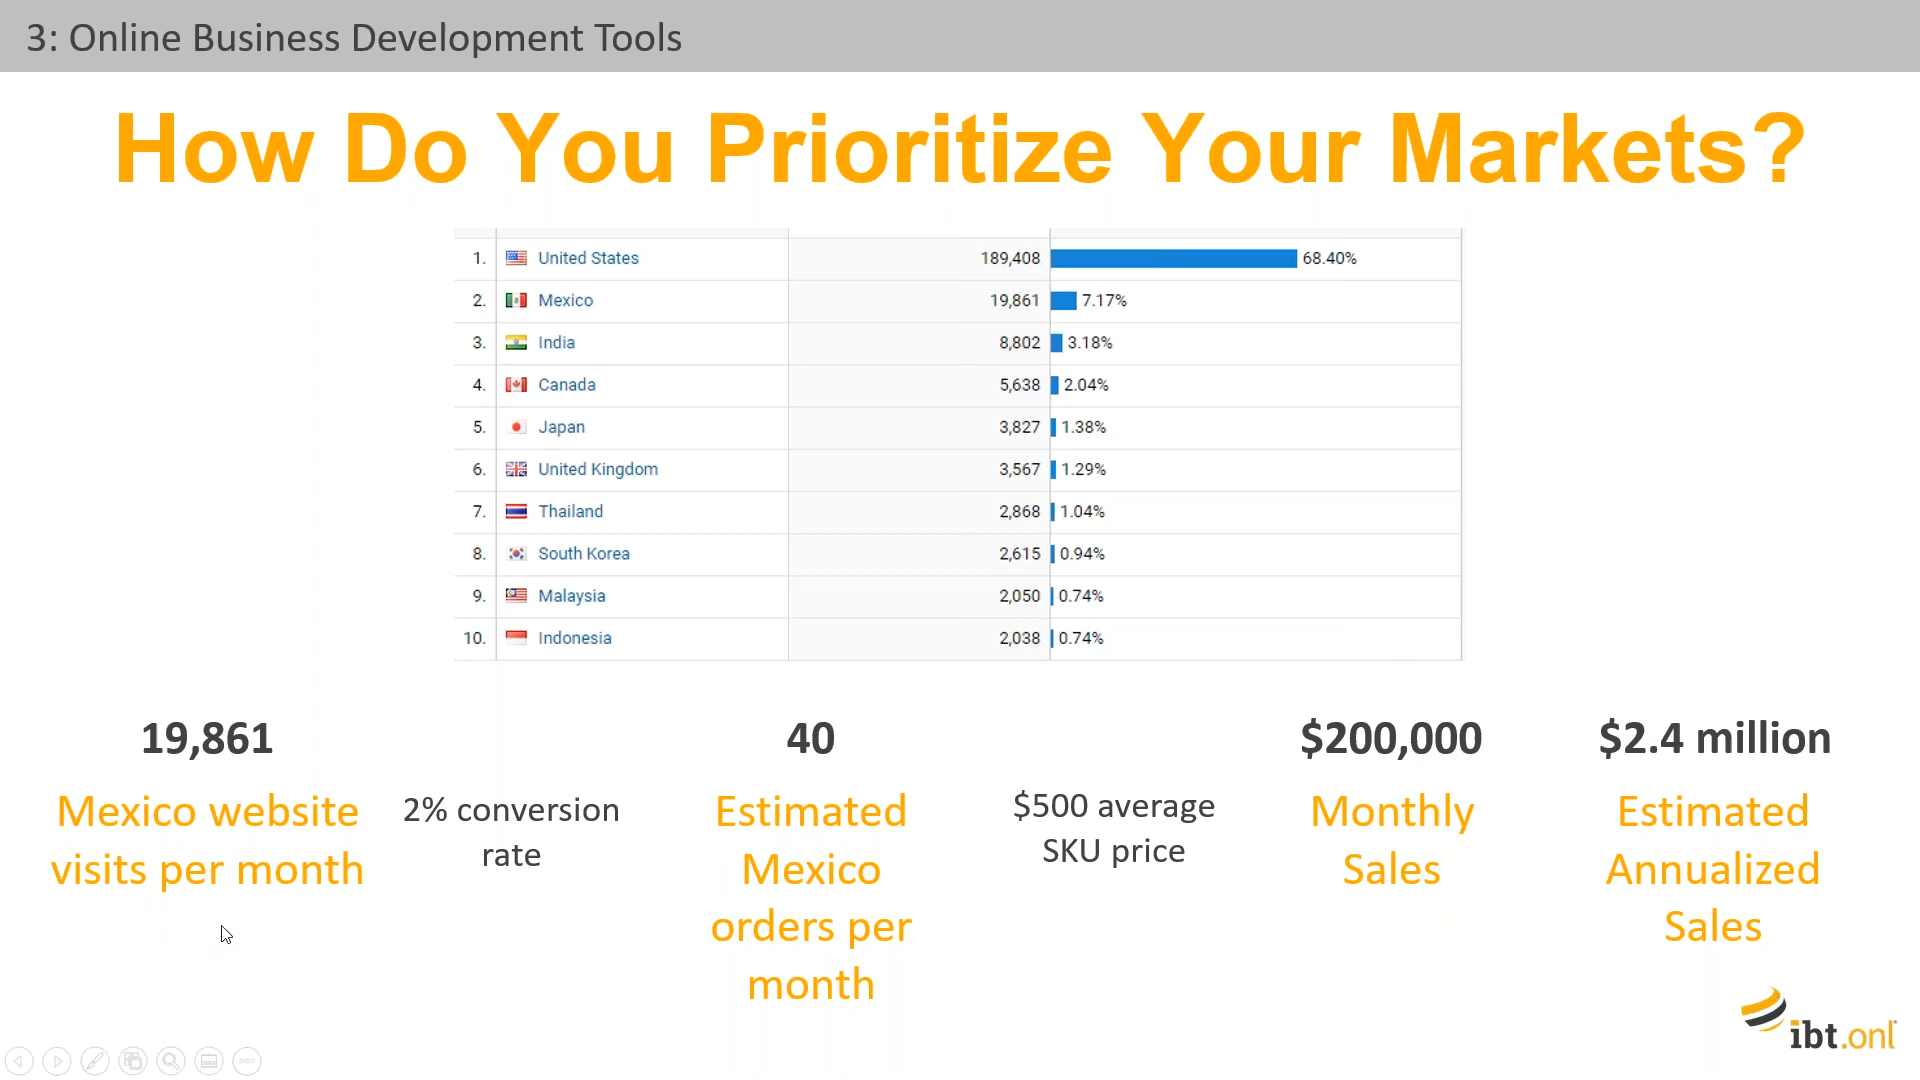 3: Online Business Development Tools
How Do You Prioritize Your Markets?
1. United States 189,408 68.40%
2. Mexico 19,861 7.17%
3. India 8,802 3.18%
4. Canada 5,638 2.04%
5. Japan 3,827 1.38%
6. United Kingdom 3,567 1.29%
7. Thailand 2,868 1.04%
8. South Korea 2,615 0.94%
9. Malaysia 2,050 0.74%
10. Indonesia 2,038 0.74%
19,861
Mexico website
visits per month
2% conversion
rate
40
Estimated
Mexico
orders per
month
$500 average
SKU price
$200,000
Monthly
Sales
$2.4 million
Estimated
Annualized
Sales
ibt.onl